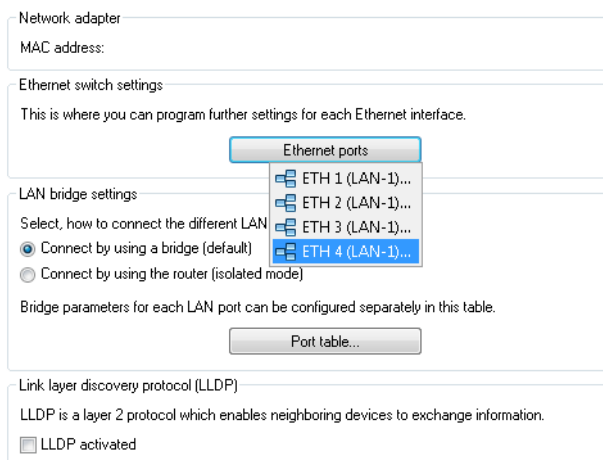 Network adapter
MAC address:
Ethernet switch settings
This is where you can program further settings for each Ethernet interface.
Ethernet ports
ETH 1 (LAN-1)...
ETH 2 (LAN-1)...
ETH 3 (LAN-1)...
ETH 4 (LAN-1)...
LAN bridge settings
Select, how to connect the different LAN
Connect by using a bridge (default)
Connect by using the router (isolated mode)
Bridge parameters for each LAN port can be configured separately in this table.
Port table...
Link layer discovery protocol (LLDP)
LLDP is a layer 2 protocol which enables neighboring devices to exchange information.
LLDP activated